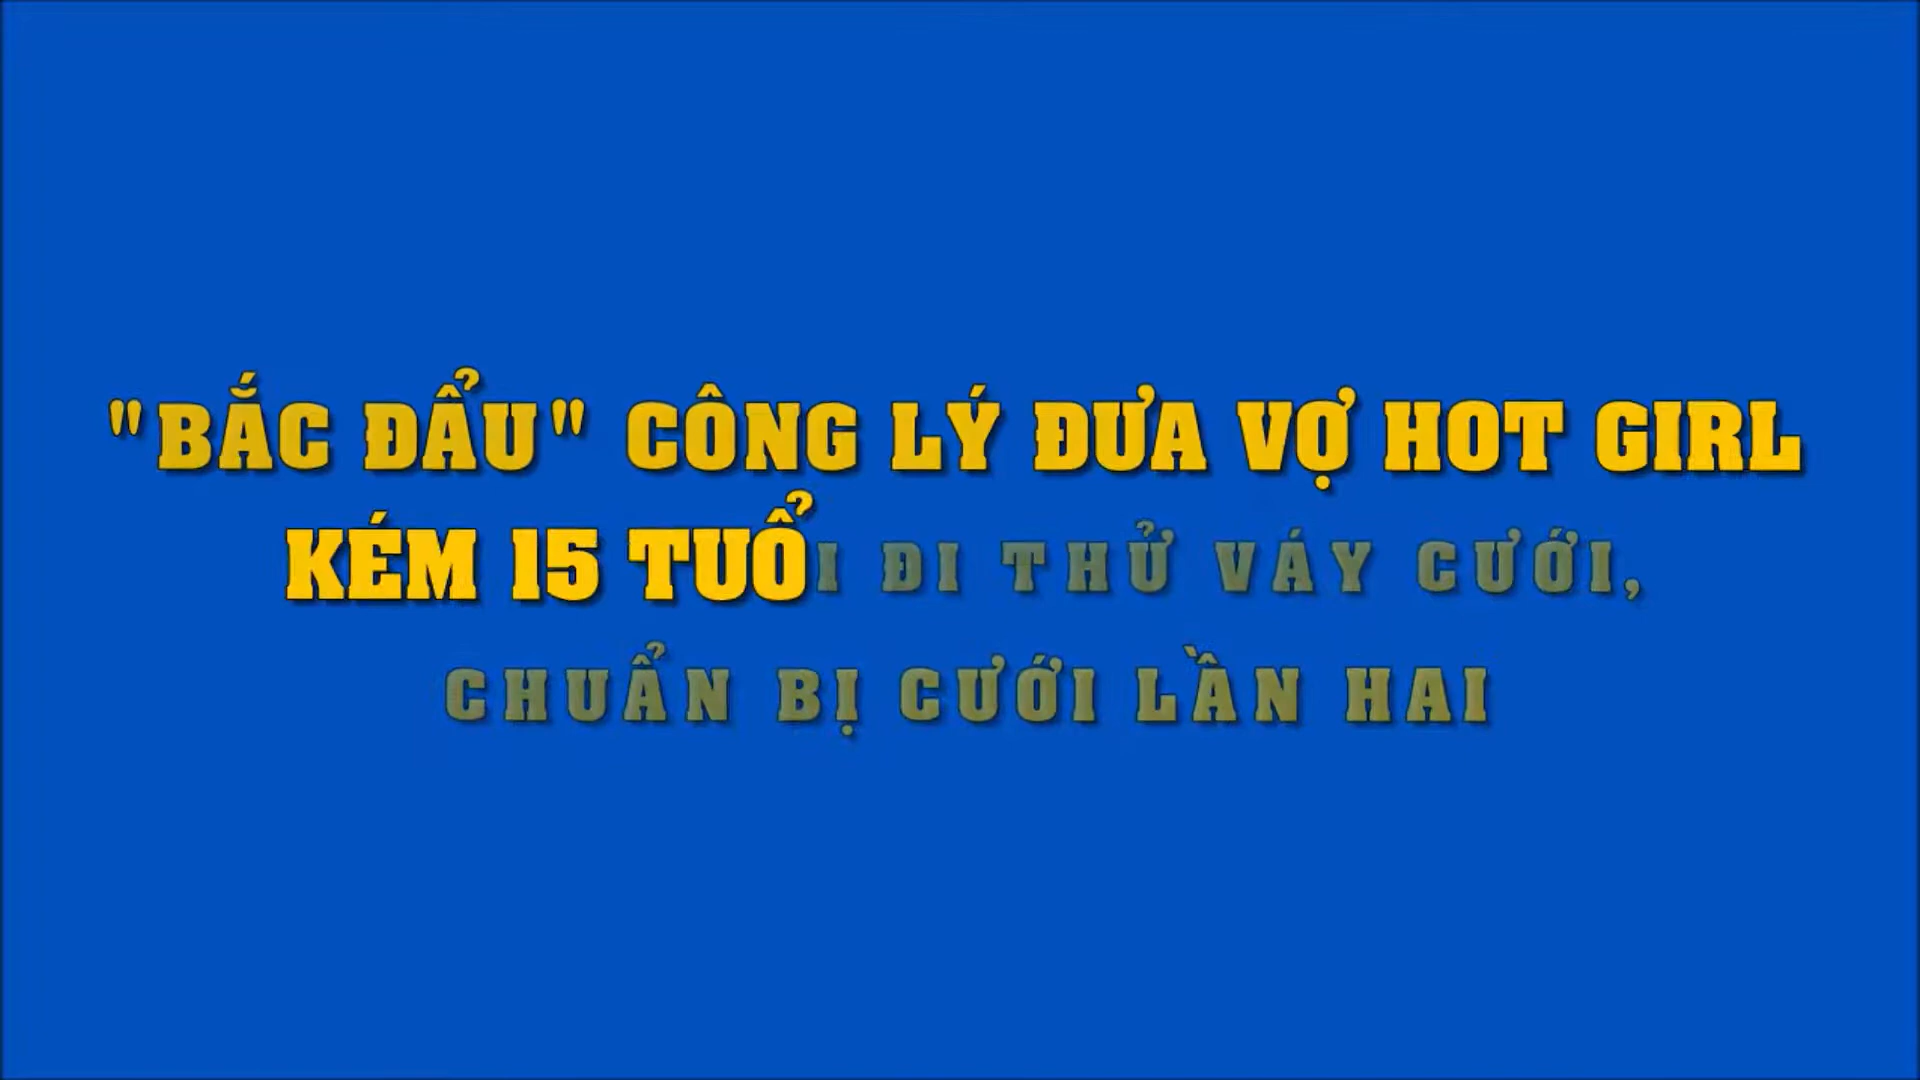 "BẮC ĐẨU" CÔNG LÝ ĐƯA VỢ HOT GIRL
KÉM 15 TUỔI ĐI THỬ VÁY CƯỚI,
CHUẨN BỊ CƯỚI LẦN HAI